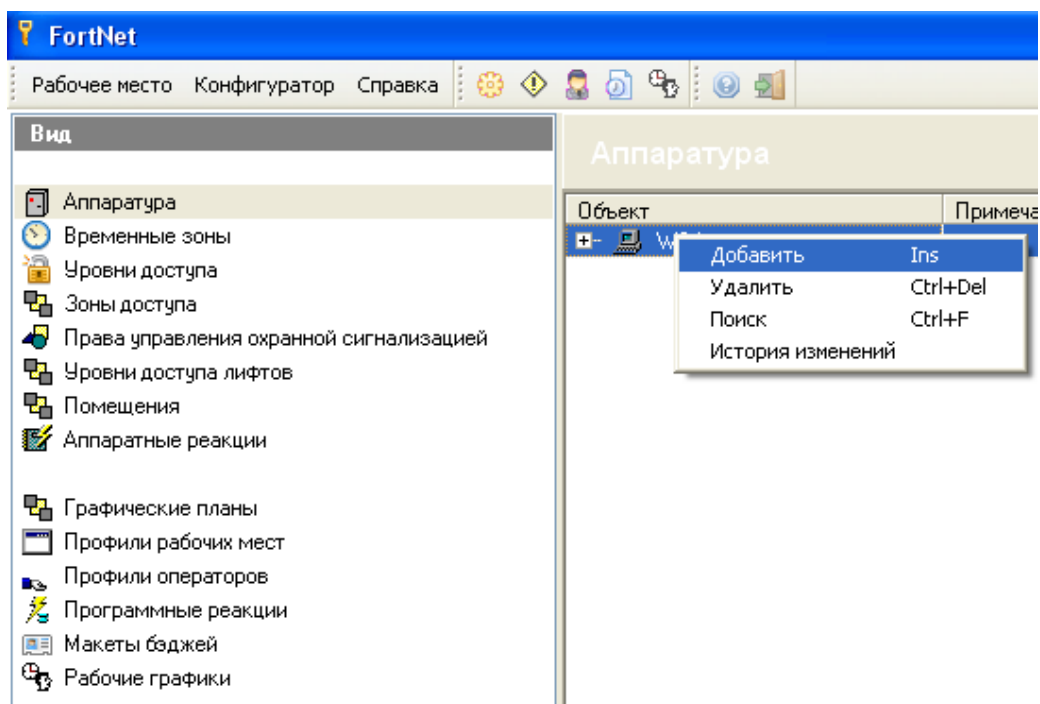 FortNet
Рабочее место Конфигуратор Справка
Вид
Аппаратура
Временные зоны
Уровни доступа
Зоны доступа
Права управления охранной сигнализацией
Уровни доступа лифтов
Помещения
Аппаратные реакции
Графические планы
Профили рабочих мест
Профили операторов
Программные реакции
Макеты бэджей
Рабочие графики
Аппаратура
Объект Примеча
Добавить Ins
Удалить Ctrl+Del
Поиск Ctrl+F
История изменений